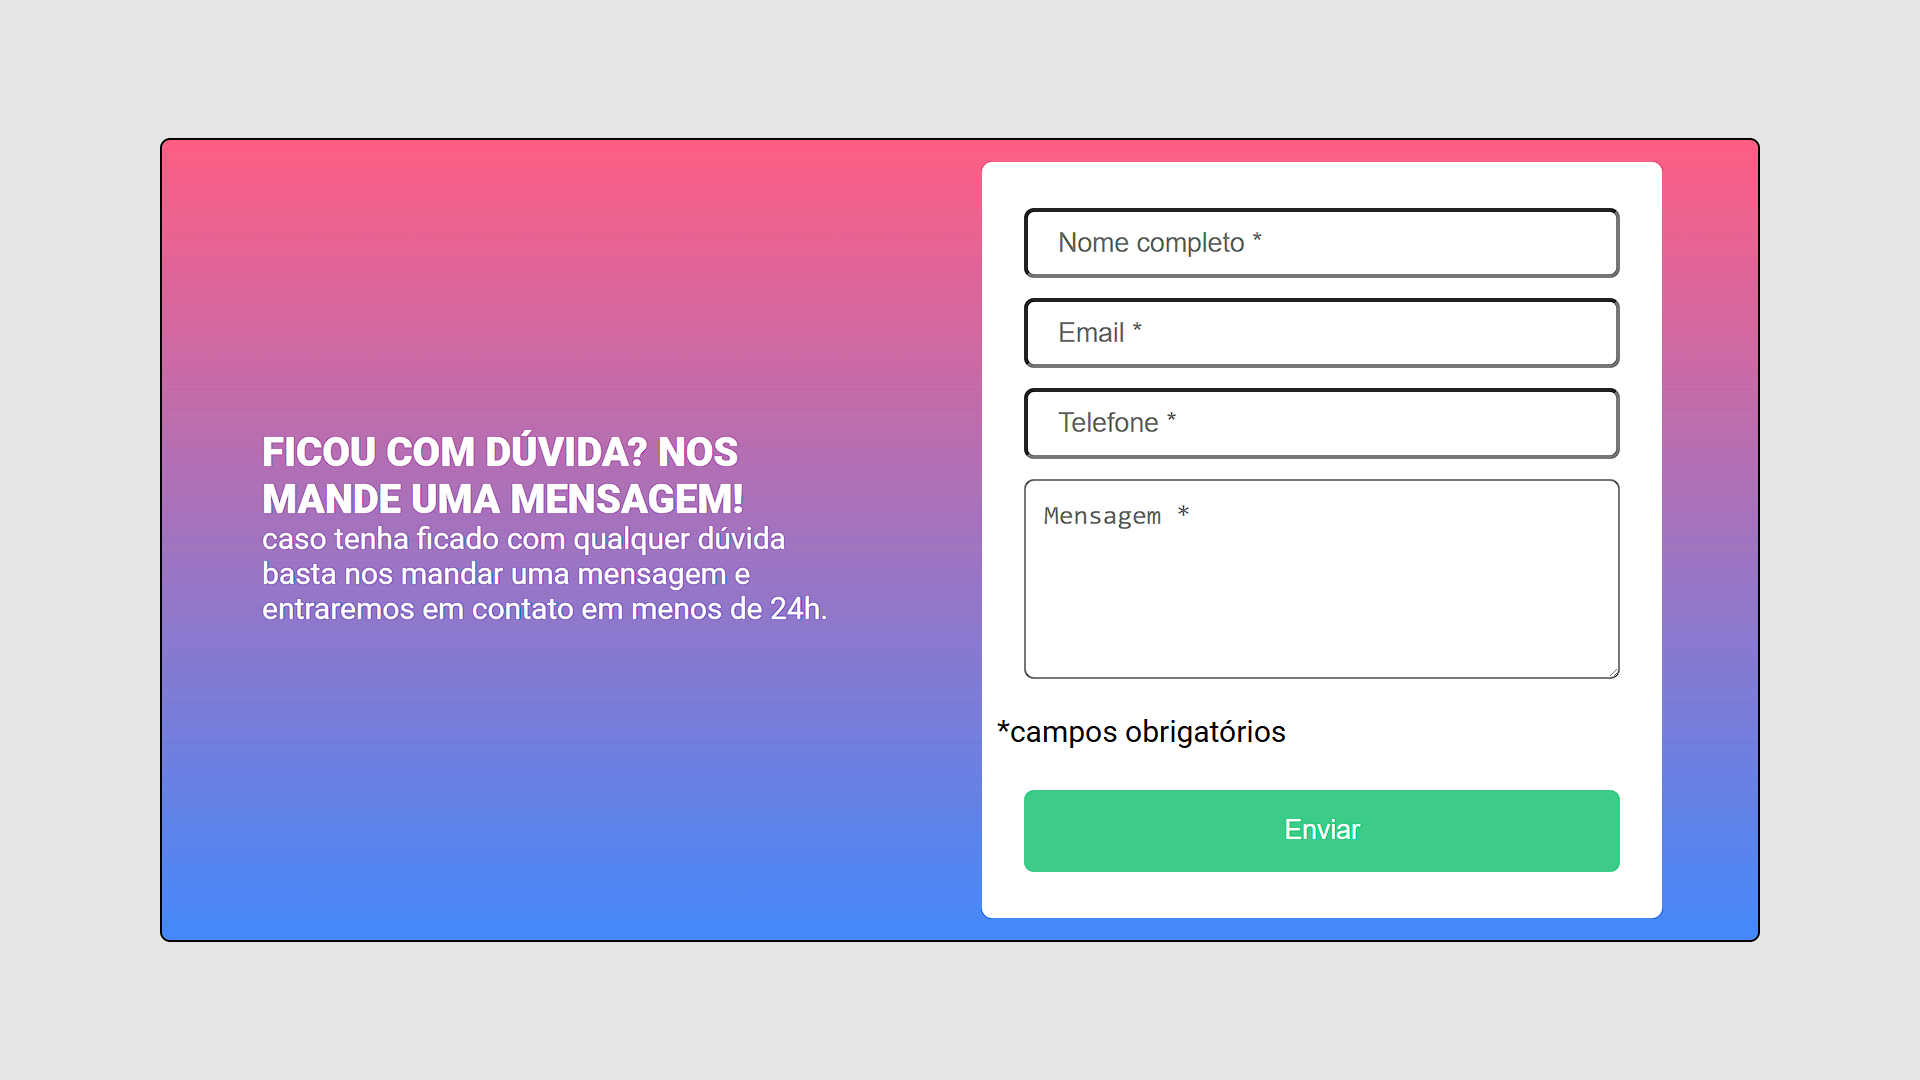 FICOU COM DÚVIDA? NOS
MANDE UMA MENSAGEM!
caso tenha ficado com qualquer dúvida
basta nos mandar uma mensagem e
entraremos em contato em menos de 24h.
Nome completo *
Email *
Telefone *
Mensagem *
*campos obrigatórios
Enviar